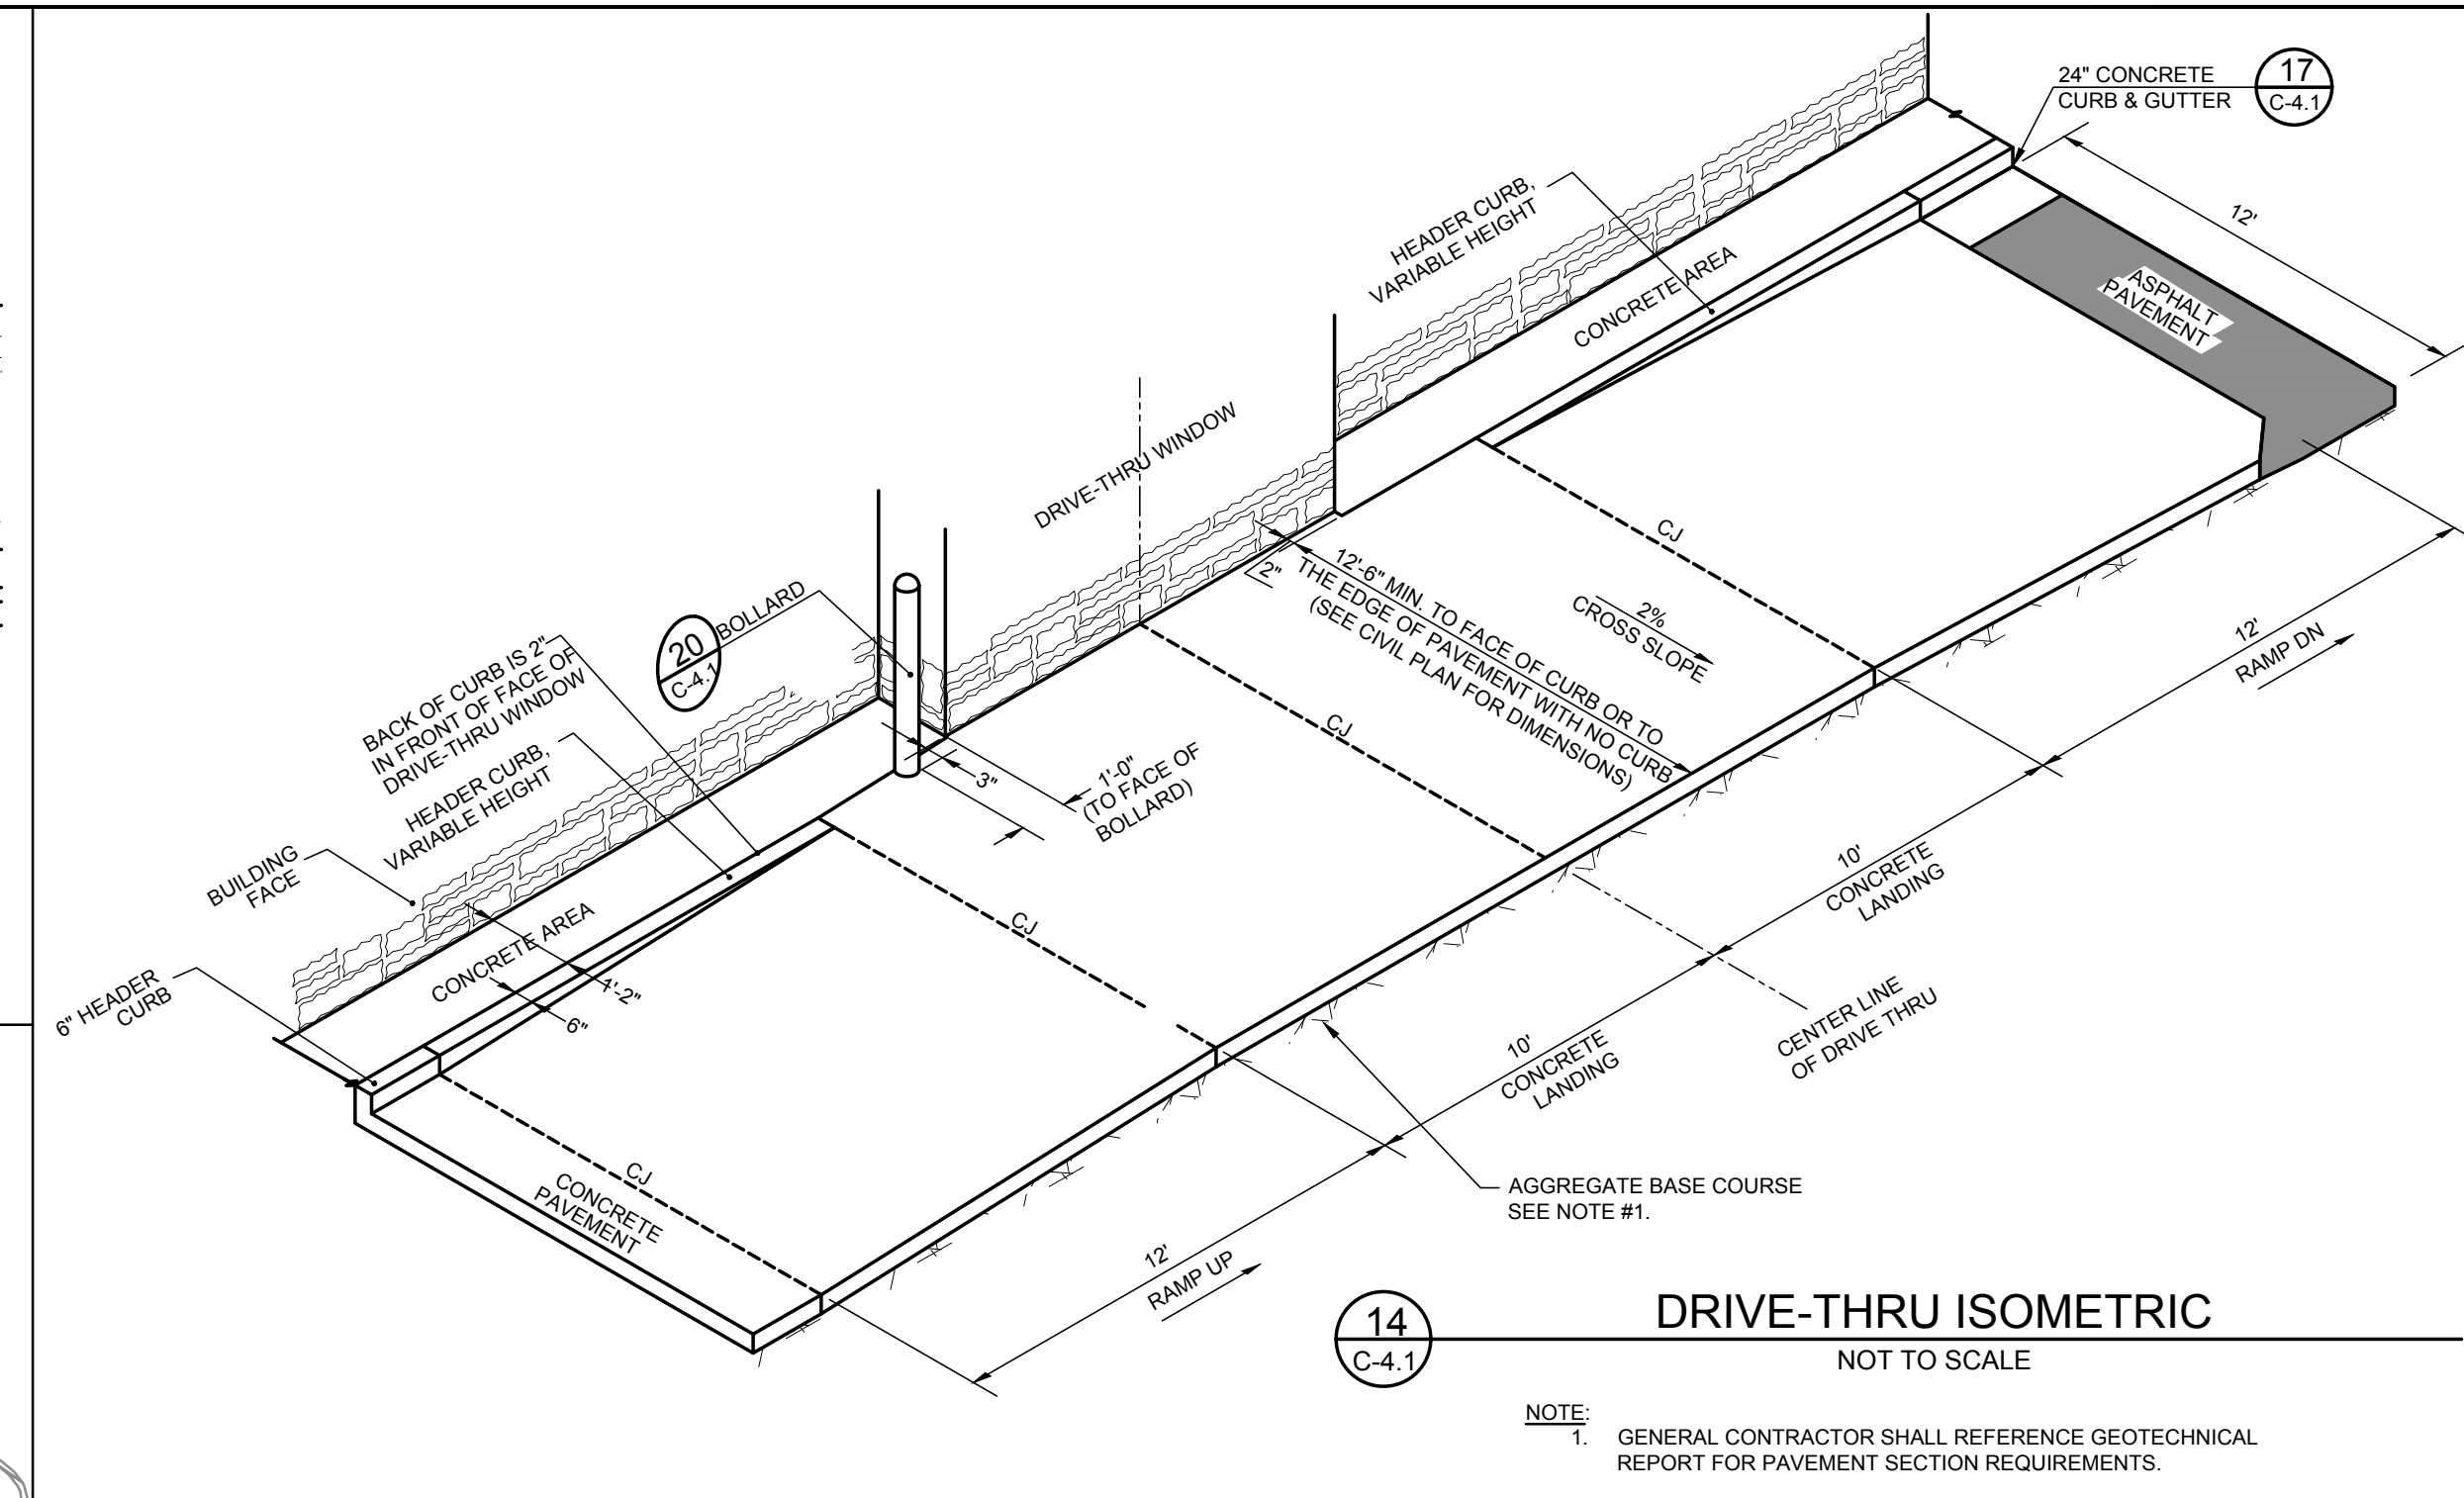 24" CONCRETE
CURB & GUTTER
17
C-4.1
12'
HEADER CURB,
VARIABLE HEIGHT
CONCRETE AREA
ASPHALT
PAVEMENT
DRIVE-THRU WINDOW
CJ
2"
12'-6" MIN. TO FACE OF CURB OR TO
THE EDGE OF PAVEMENT WITH NO CURB
(SEE CIVIL PLAN FOR DIMENSIONS)
2%
CROSS SLOPE
12'
RAMP DN
20
C-4.1
BOLLARD
BACK OF CURB IS 2"
IN FRONT OF FACE OF
DRIVE-THRU WINDOW
HEADER CURB,
VARIABLE HEIGHT
CJ
3"
1'-0"
(TO FACE OF
BOLLARD)
BUILDING
FACE
CONCRETE AREA
CJ
10'
CONCRETE
LANDING
6" HEADER
CURB
1'-2"
6"
CENTER LINE
OF DRIVE THRU
10'
CONCRETE
LANDING
CJ
CONCRETE
PAVEMENT
AGGREGATE BASE COURSE
SEE NOTE #1.
12'
RAMP UP
14
C-4.1
DRIVE-THRU ISOMETRIC
NOT TO SCALE
NOTE:
1. GENERAL CONTRACTOR SHALL REFERENCE GEOTECHNICAL
REPORT FOR PAVEMENT SECTION REQUIREMENTS.